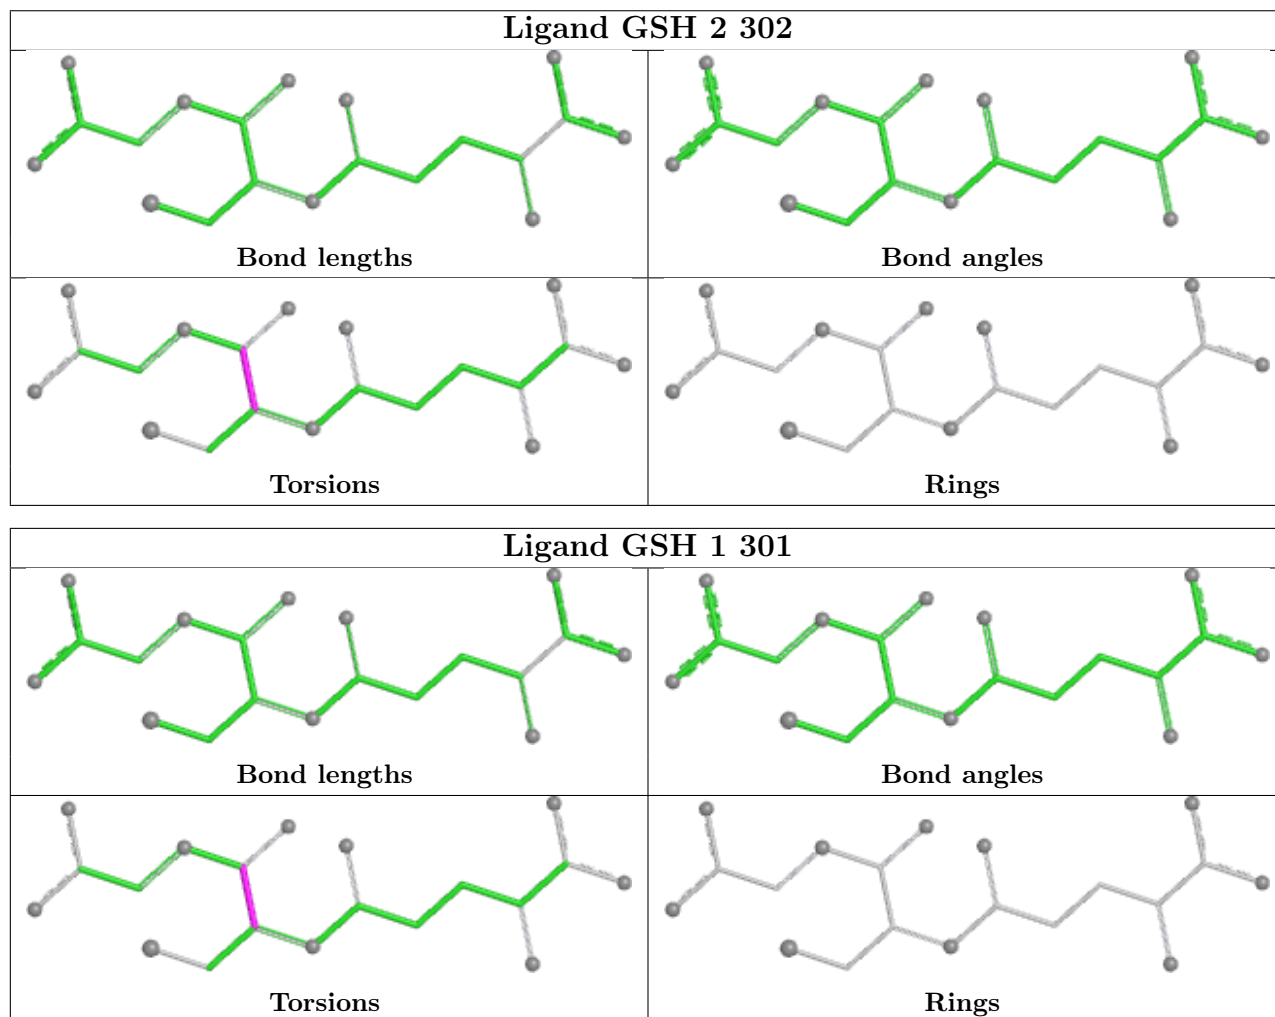 Ligand GSH 2 302
Bond lengths
Bond angles
Torsions
Rings
Ligand GSH 1 301
Bond lengths
Bond angles
Torsions
Rings